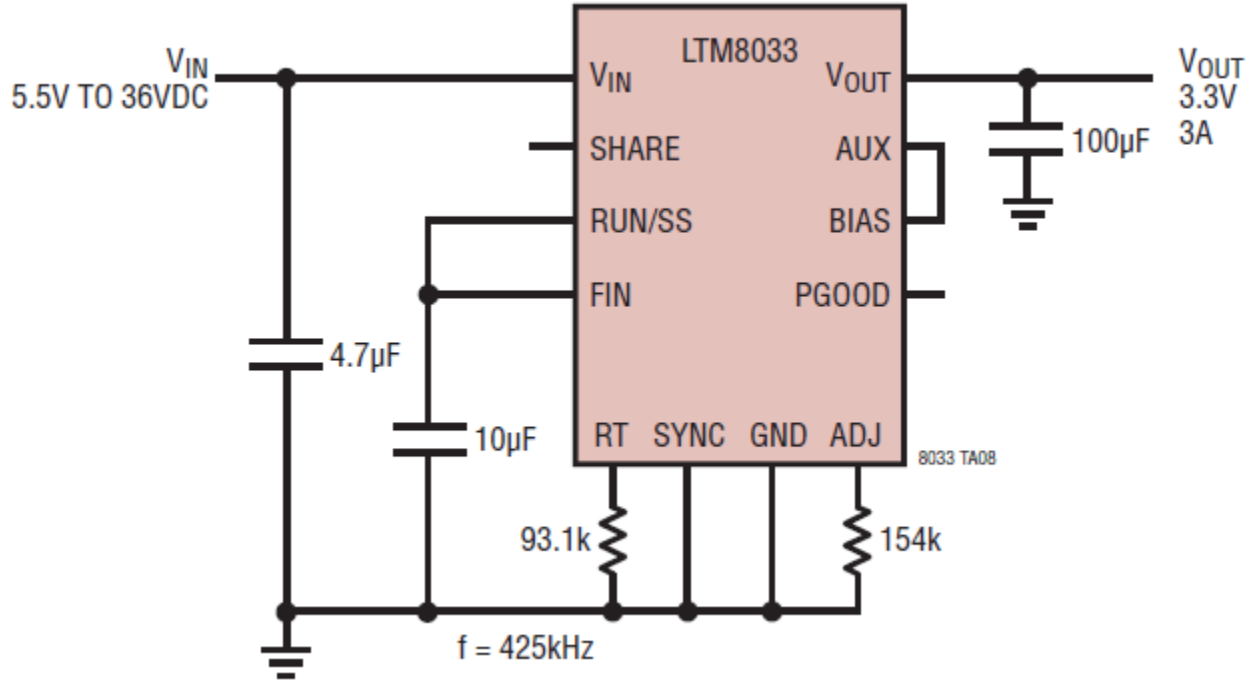 LTM8033
VIN
5.5V TO 36VDC
VIN
VOUT
VOUT
3.3V
3A
SHARE
AUX
100µF
RUN/SS
BIAS
FIN
PGOOD
4.7µF
10µF
RT SYNC GND ADJ
8033 TA08
93.1k
154k
f = 425kHz